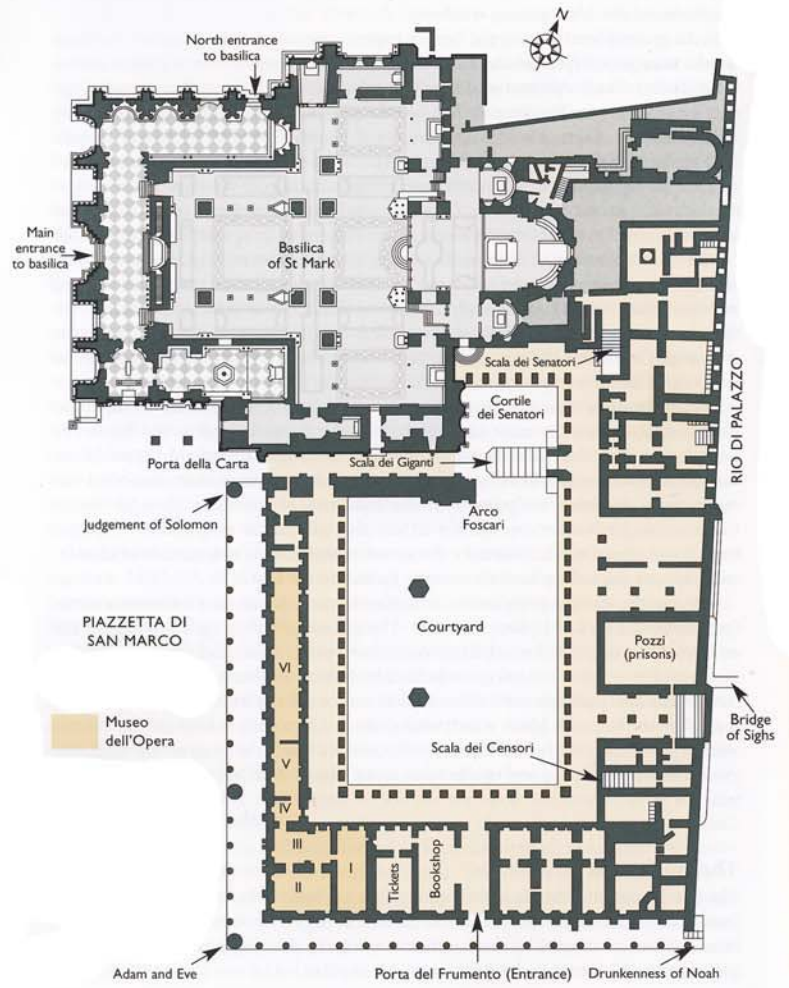 N
North entrance
to basilica
Main
entrance
to basilica
Basilica
of St Mark
Scala dei Senatori
Cortile
dei Senatori
RIO DI PALAZZO
Porta della Carta
Scala dei Giganti
Judgement of Solomon
Arco
Foscari
PIAZZETTA DI
SAN MARCO
Courtyard
Pozzi
(prisons)
VI
Museo
dell'Opera
Bridge
of Sighs
Scala dei Censori
V
IV
III
II
I
Tickets
Bookshop
Adam and Eve
Porta del Frumento (Entrance)
Drunkenness of Noah